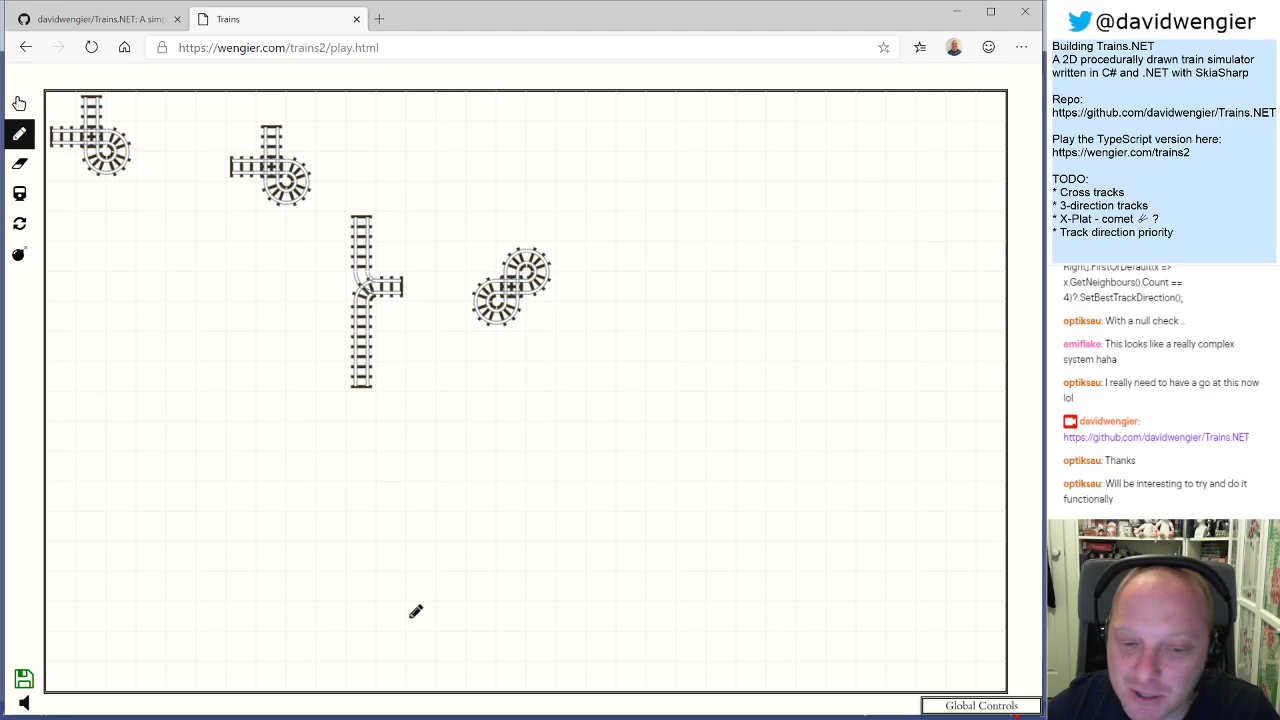 davidwengier/Trains.NET: A simp
Trains
https://wengier.com/trains2/play.html
@davidwengier
Building Trains.NET
A 2D procedurally drawn train simulator
written in C# and .NET with SkiaSharp
Repo:
https://github.com/davidwengier/Trains.NET
Play the TypeScript version here:
https://wengier.com/trains2
TODO:
* Cross tracks
* 3-direction tracks
* X-Plat - comet ☄ ?
* Track direction priority
Right].FirstOrDefault(x =>
x.GetNeighbours().Count ==
4)?.SetBestTrackDirection();
optiksau: With a null check ..
emiflake: This looks like a really complex
system haha
optiksau: I really need to have a go at this now
lol
davidwengier:
https://github.com/davidwengier/Trains.NET
optiksau: Thanks
optiksau: Will be interesting to try and do it
functionally
Global Controls